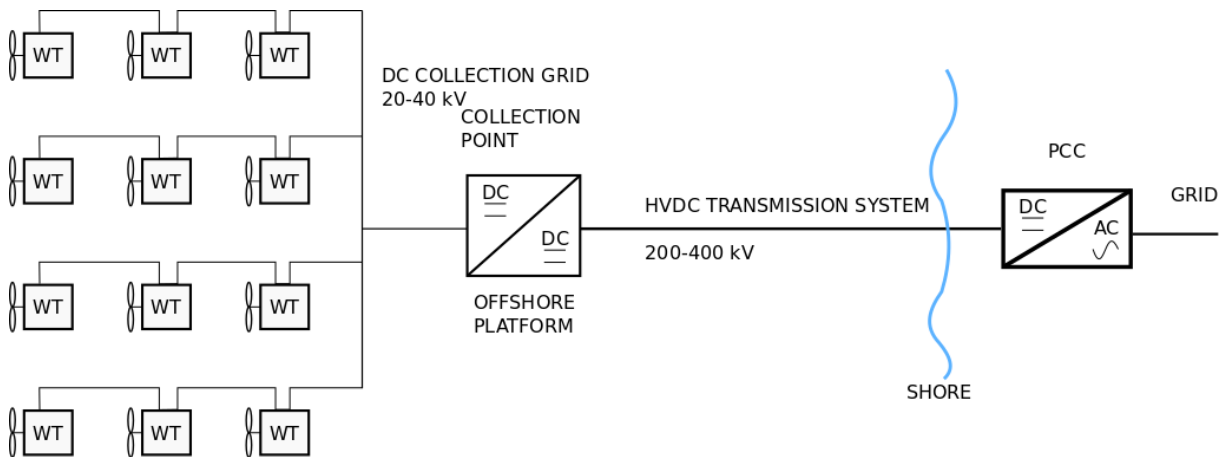 WT WT WT
DC COLLECTION GRID
20-40 kV
COLLECTION
POINT
PCC
WT WT WT
DC
DC
HVDC TRANSMISSION SYSTEM
200-400 kV
DC
AC
GRID
OFFSHORE
PLATFORM
WT WT WT
SHORE
WT WT WT